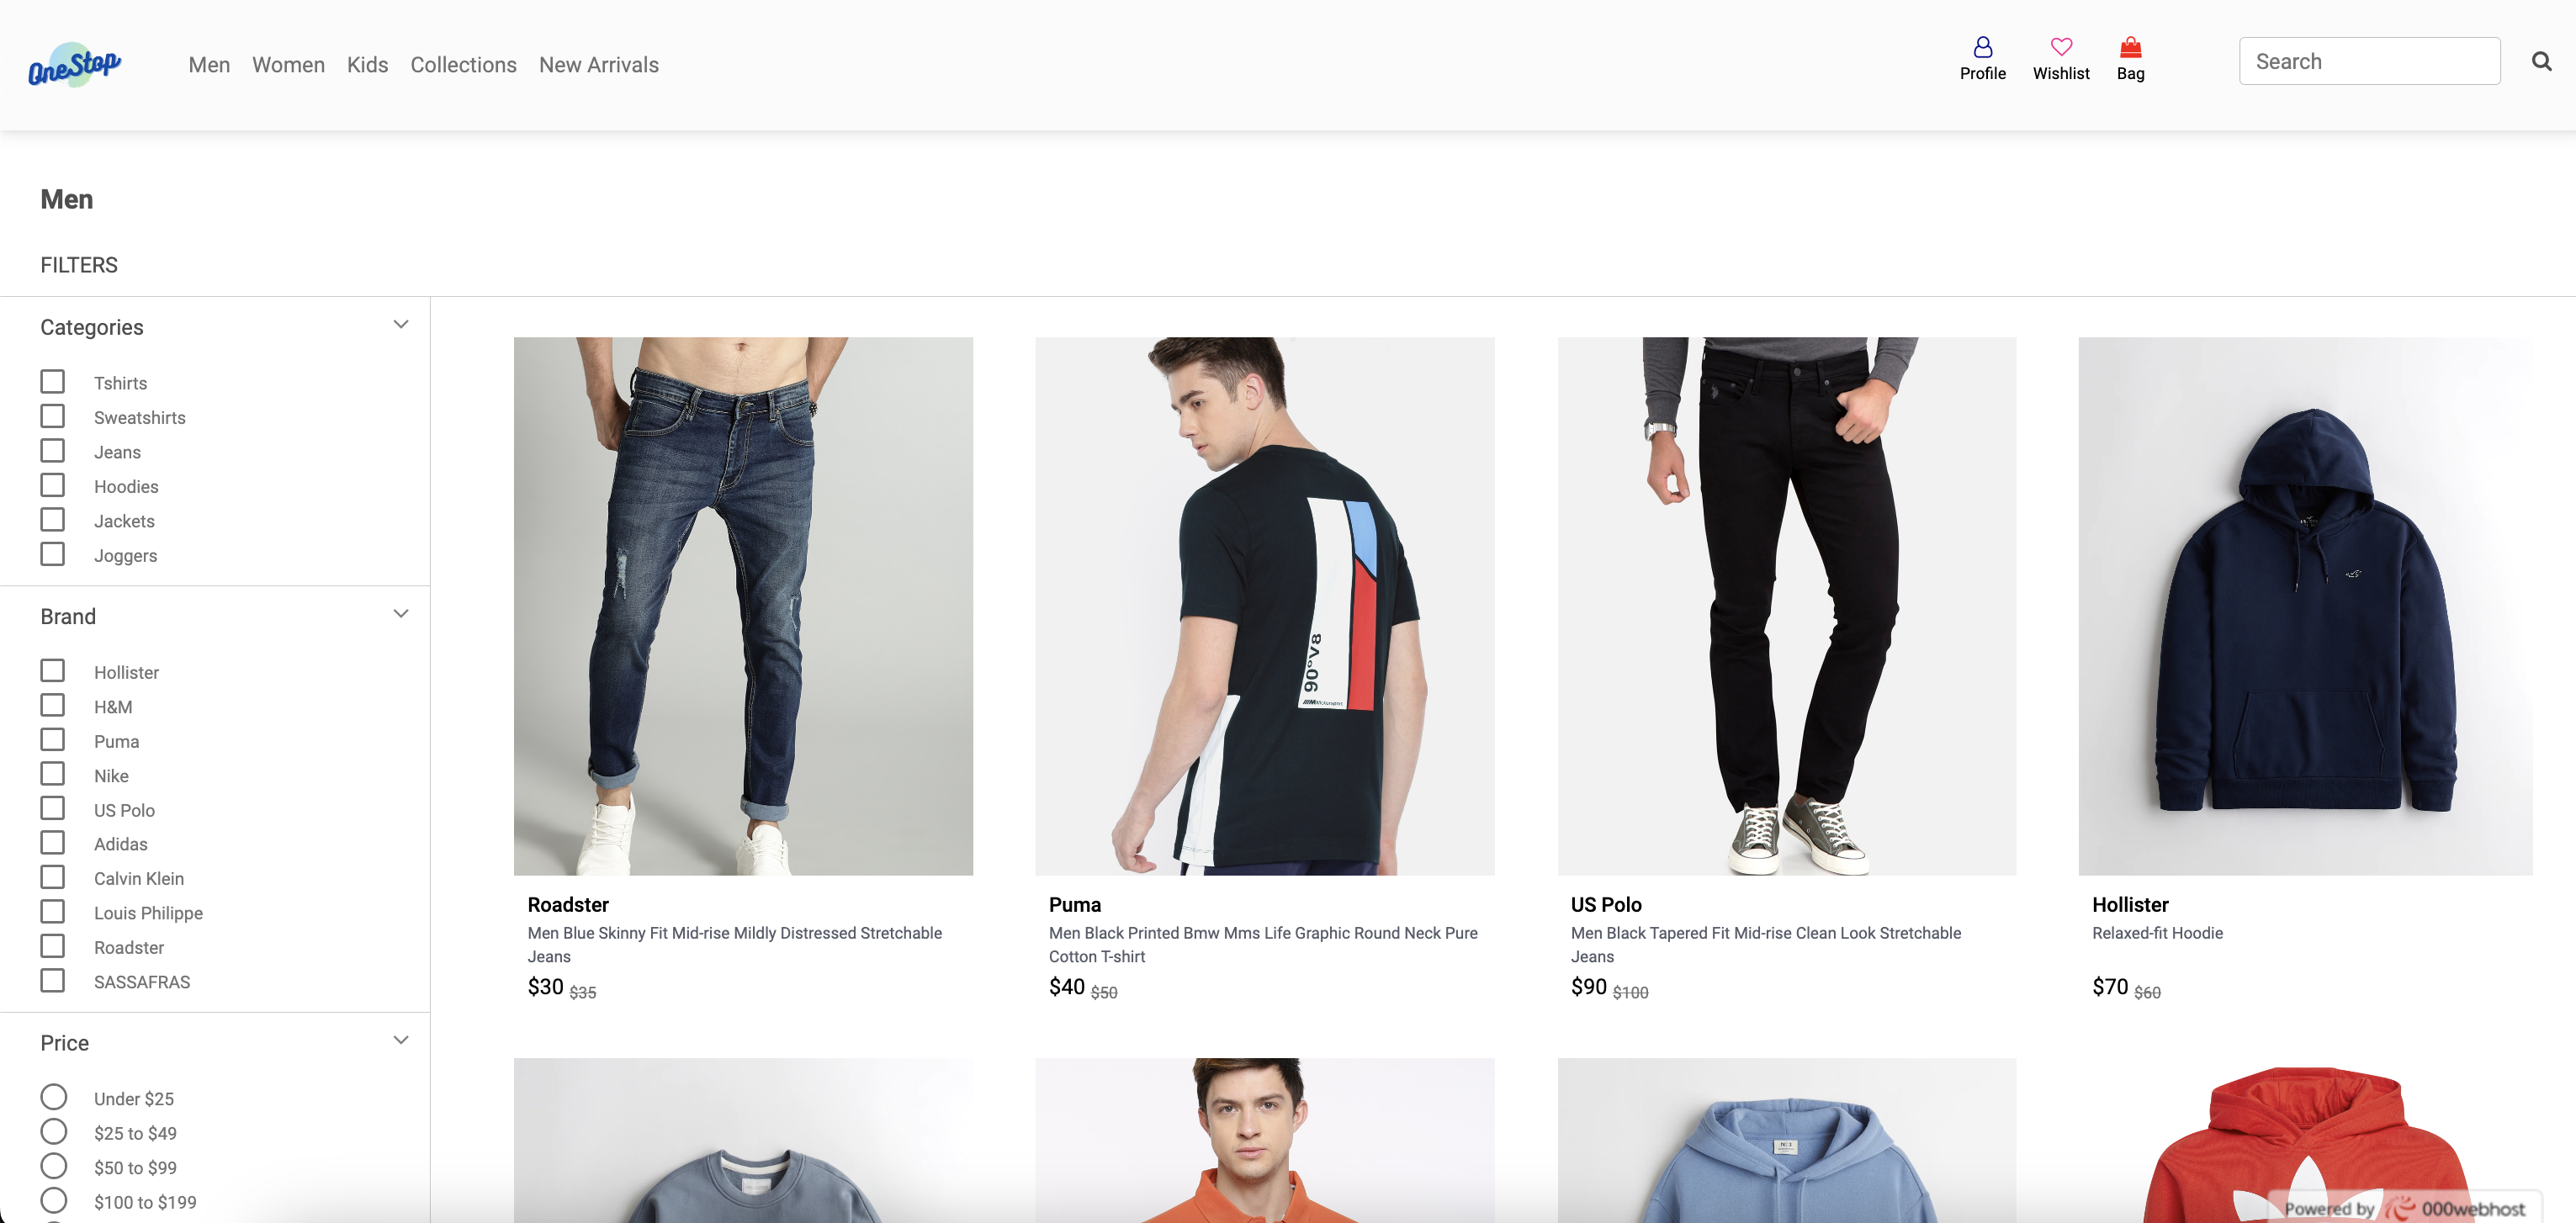 OneStop
Men Women Kids Collections New Arrivals
Profile Wishlist Bag
Search
Men
FILTERS
Categories
Tshirts
Sweatshirts
Jeans
Hoodies
Jackets
Joggers
Brand
Hollister
H&M
Puma
Nike
US Polo
Adidas
Calvin Klein
Louis Philippe
Roadster
SASSAFRAS
Price
Under $25
$25 to $49
$50 to $99
$100 to $199
90°V8
Motorsport
Roadster
Men Blue Skinny Fit Mid-rise Mildly Distressed Stretchable
Jeans
$30 $35
Puma
Men Black Printed Bmw Mms Life Graphic Round Neck Pure
Cotton T-shirt
$40 $50
US Polo
Men Black Tapered Fit Mid-rise Clean Look Stretchable
Jeans
$90 $100
Hollister
Relaxed-fit Hoodie
$70 $60
Powered by 000webhost